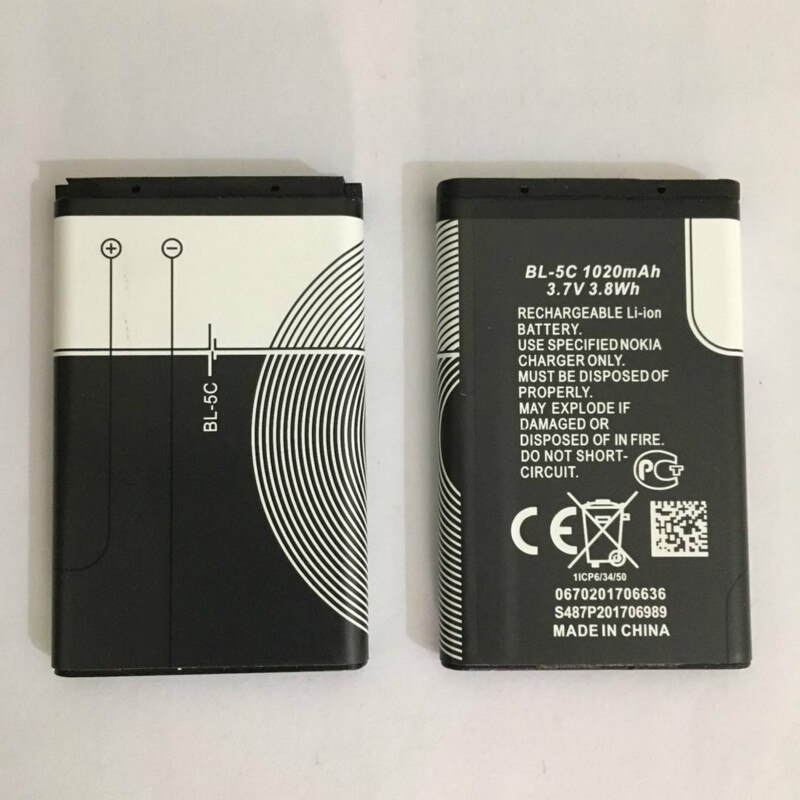 BL-5C
BL-5C 1020mAh
3.7V 3.8Wh
RECHARGEABLE Li-ion
BATTERY.
USE SPECIFIED NOKIA
CHARGER ONLY.
MUST BE DISPOSED OF
PROPERLY.
MAY EXPLODE IF
DAMAGED OR
DISPOSED OF IN FIRE.
DO NOT SHORT-
CIRCUIT.
PCT
CE
1ICP6/34/50
0670201706636
S487P201706989
MADE IN CHINA